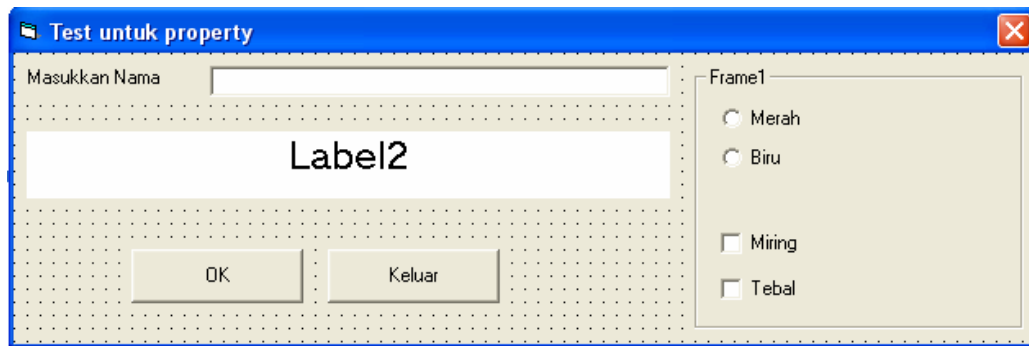 Test untuk property
Masukkan Nama
Label2
OK
Keluar
Frame1
Merah
Biru
Miring
Tebal